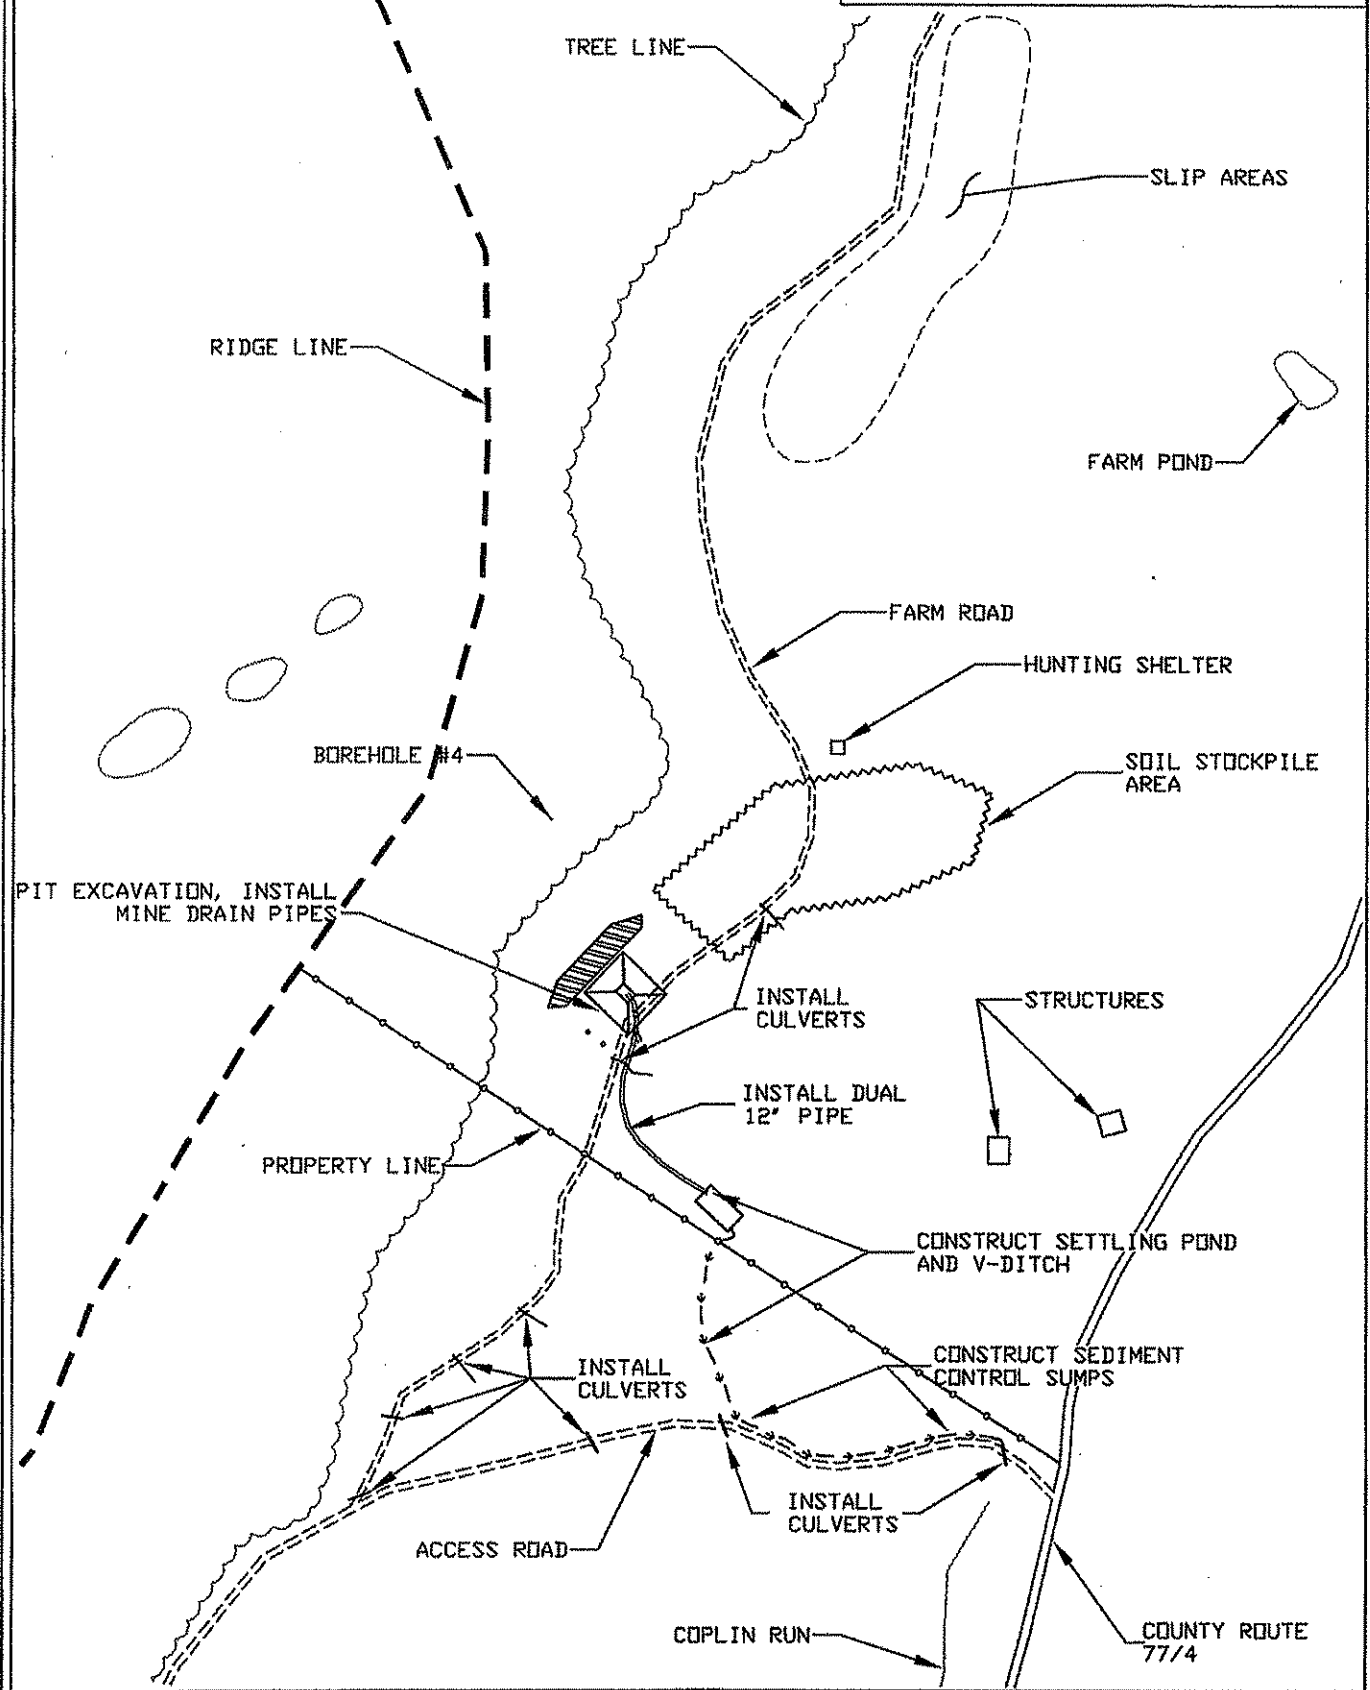 TREE LINE
SLIP AREAS
RIDGE LINE
FARM POND
FARM ROAD
HUNTING SHELTER
BOREHOLE #4
SOIL STOCKPILE
AREA
PIT EXCAVATION, INSTALL
MINE DRAIN PIPES
INSTALL
CULVERTS
STRUCTURES
INSTALL DUAL
12" PIPE
PROPERTY LINE
CONSTRUCT SETTLING POND
AND V-DITCH
CONSTRUCT SEDIMENT
CONTROL SUMPS
INSTALL
CULVERTS
INSTALL
CULVERTS
ACCESS ROAD
COPLIN RUN
COUNTY ROUTE
77/4